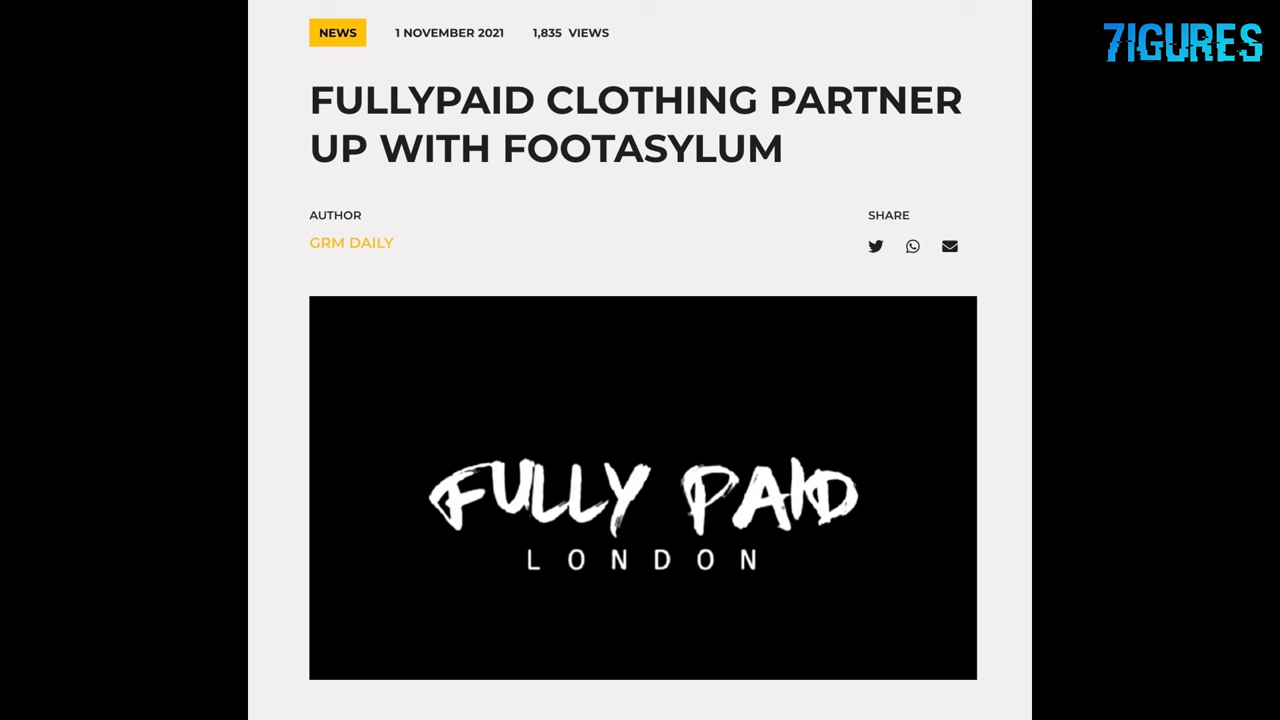 7IGURES
NEWS 1 NOVEMBER 2021 1,835 VIEWS
FULLYPAID CLOTHING PARTNER
UP WITH FOOTASYLUM
AUTHOR SHARE
GRM DAILY
FULLY PAID
LONDON